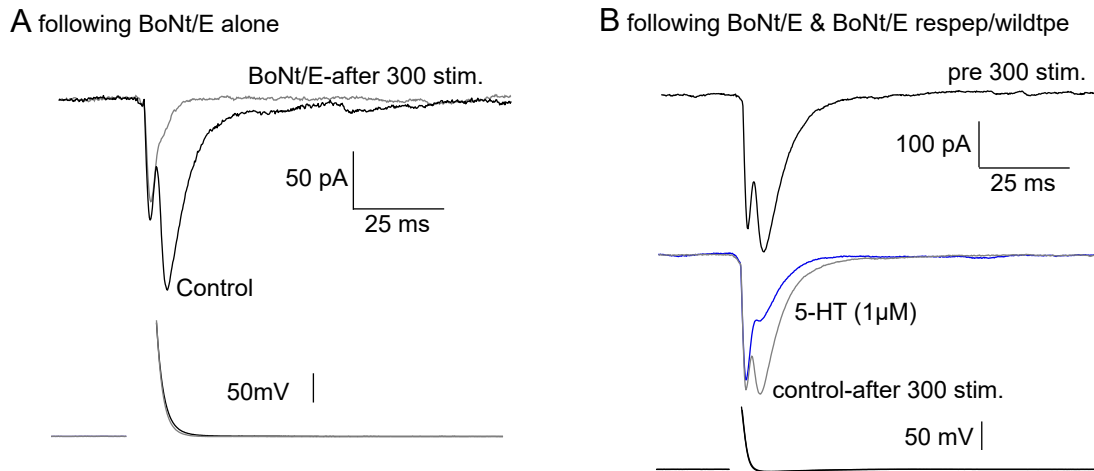 A following BoNt/E alone
BoNt/E-after 300 stim.
50 pA
25 ms
Control
50mV
B following BoNt/E & BoNt/E respep/wildtpe
pre 300 stim.
100 pA
25 ms
5-HT (1µM)
control-after 300 stim.
50 mV